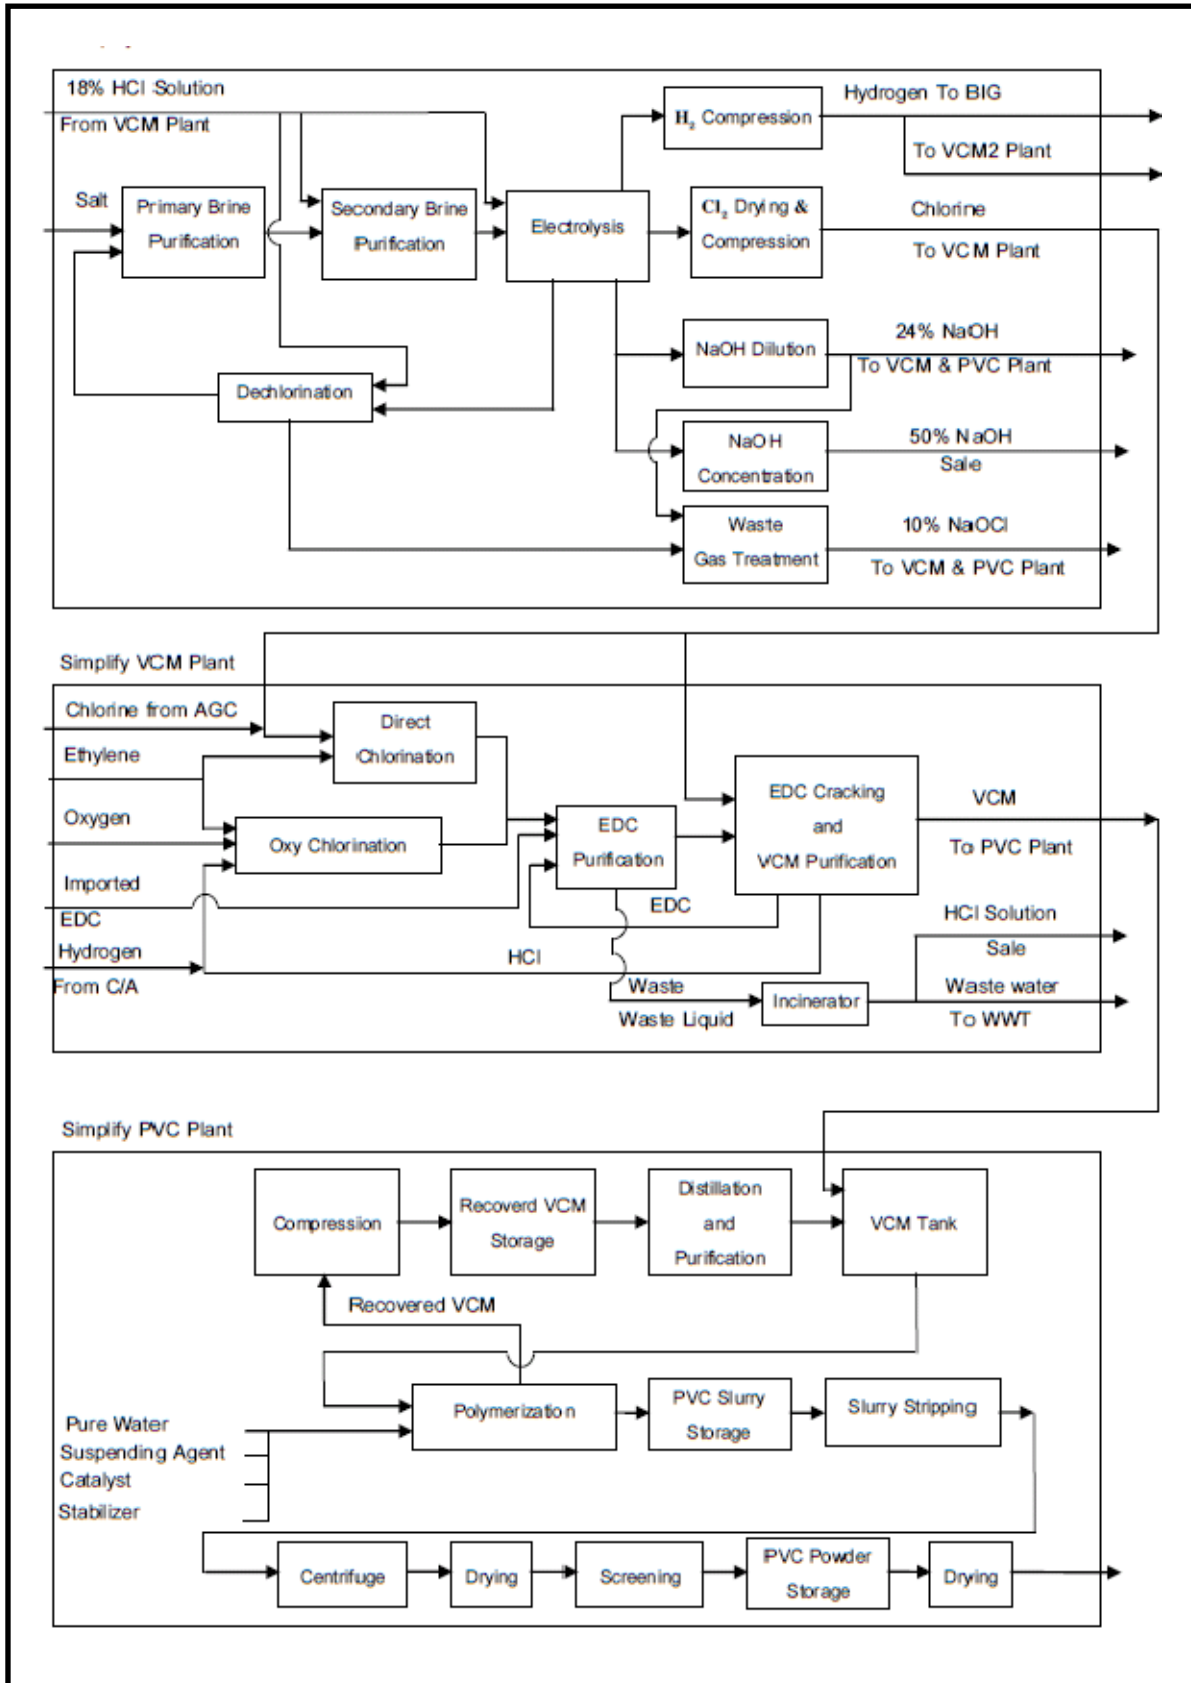 18% HCl Solution
From VCM Plant
H₂ Compression
Hydrogen To BIG
To VCM2 Plant
Salt
Primary Brine
Purification
Secondary Brine
Purification
Electrolysis
Cl₂ Drying &
Compression
Chlorine
To VCM Plant
NaOH Dilution
24% NaOH
To VCM & PVC Plant
Dechlorination
NaOH
Concentration
50% NaOH
Sale
Waste
Gas Treatment
10% NaOCl
To VCM & PVC Plant
Simplify VCM Plant
Chlorine from AGC
Ethylene
Oxygen
Imported
EDC
Hydrogen
From C/A
Direct
Chlorination
Oxy Chlorination
EDC
Purification
EDC Cracking
and
VCM Purification
VCM
To PVC Plant
EDC
HCl
HCl Solution
Sale
Waste
Waste Liquid
Incinerator
Waste water
To WWT
Simplify PVC Plant
Compressiion
Recoverd VCM
Storage
Distillation
and
Purification
VCM Tank
Recovered VCM
Polymerization
PVC Slurry
Storage
Slurry Stripping
Pure Water
Suspending Agent
Catalyst
Stabilizer
Centrifuge
Drying
Screening
PVC Powder
Storage
Drying